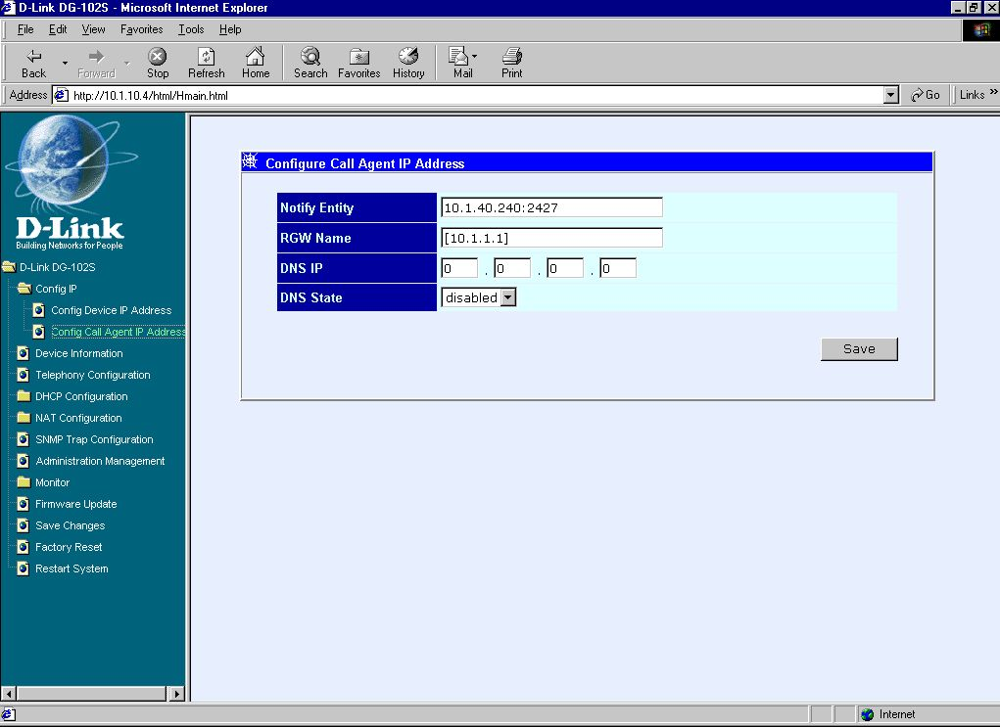 D-Link DG-102S - Microsoft Internet Explorer
File Edit View Favorites Tools Help
Back Forward Stop Refresh Home Search Favorites History Mail Print
Address http://10.1.10.4/html/Hmain.html Go Links »
D-Link
Building Networks for People
D-Link DG-102S
Config IP
Config Device IP Address
Config Call Agent IP Address
Device Information
Telephony Configuration
DHCP Configuration
NAT Configuration
SNMP Trap Configuration
Administration Management
Monitor
Firmware Update
Save Changes
Factory Reset
Restart System
Configure Call Agent IP Address
Notify Entity 10.1.40.240:2427
RGW Name [10.1.1.1]
DNS IP 0 . 0 . 0 . 0
DNS State disabled
Save
Internet